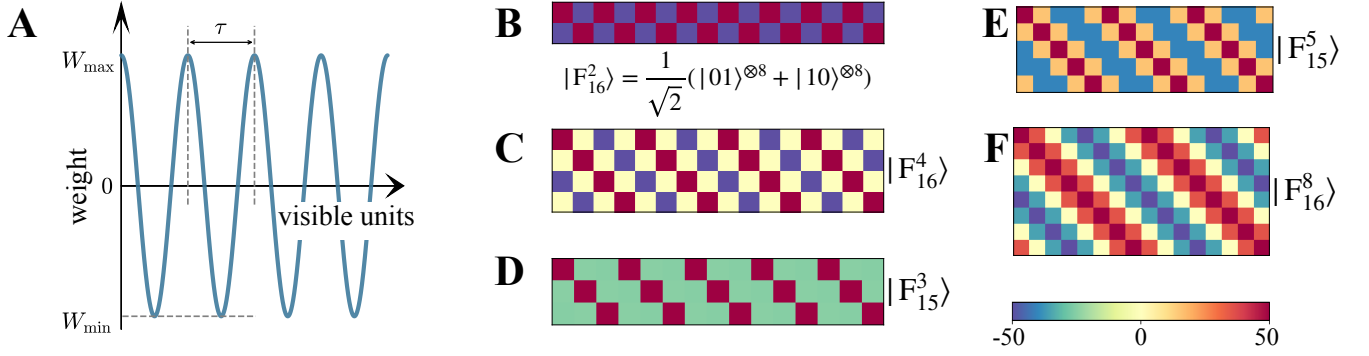 A
τ
W_max
weight
0
visible units
W_min
B
|F^2_16⟩ = 1/√2 (|01⟩^⊗8 + |10⟩^⊗8)
C
|F^4_16⟩
D
|F^3_15⟩
E
|F^5_15⟩
F
|F^8_16⟩
-50 0 50